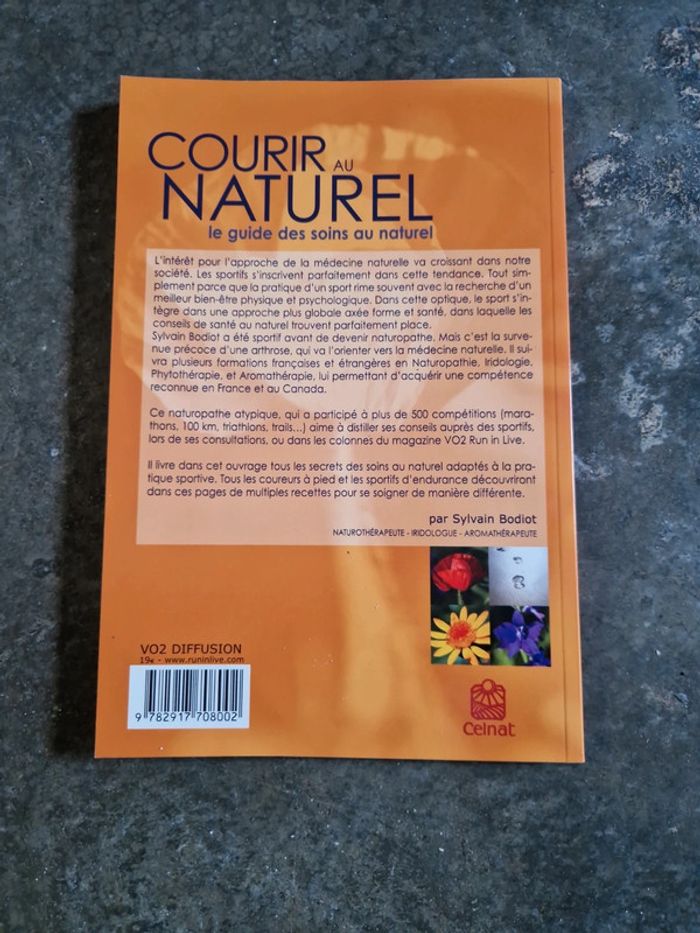 COURIR AU
NATUREL
le guide des soins au naturel
L'intérêt pour l'approche de la médecine naturelle va croissant dans notre
société. Les sportifs s'inscrivent parfaitement dans cette tendance. Tout sim-
plement parce que la pratique d'un sport rime souvent avec la recherche d'un
meilleur bien-être physique et psychologique. Dans cette optique, le sport s'in-
tègre dans une approche plus globale axée forme et santé, dans laquelle les
conseils de santé au naturel trouvent parfaitement place.
Sylvain Bodiot a été sportif avant de devenir naturopathe. Mais c'est la surve-
nue précoce d'une arthrose, qui va l'orienter vers la médecine naturelle. Il sui-
vra plusieurs formations françaises et étrangères en Naturopathie, Iridologie,
Phytothérapie, et Aromathérapie, lui permettant d'acquérir une compétence
reconnue en France et au Canada.
Ce naturopathe atypique, qui a participé à plus de 500 compétitions (mara-
thons, 100 km, triathlons, trails...) aime à distiller ses conseils auprès des sportifs,
lors de ses consultations, ou dans les colonnes du magazine VO2 Run in Live.
Il livre dans cet ouvrage tous les secrets des soins au naturel adaptés à la pra-
tique sportive. Tous les coureurs à pied et les sportifs d'endurance découvriront
dans ces pages de multiples recettes pour se soigner de manière différente.
par Sylvain Bodiot
NATUROTHÉRAPEUTE - IRIDOLOGUE - AROMATHÉRAPEUTE
VO2 DIFFUSION
19€ - www.runinlive.com
9 782917 708002
Celnat